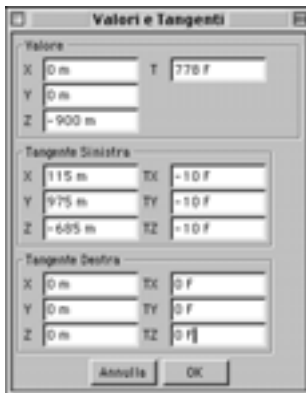 Valori e Tangenti
Valore
X 0 m T 778 F
Y 0 m
Z -900 m
Tangente Sinistra
X 115 m TX -10 F
Y 975 m TY -10 F
Z -685 m TZ -10 F
Tangente Destra
X 0 m TX 0 F
Y 0 m TY 0 F
Z 0 m TZ 0 F
Annulla OK